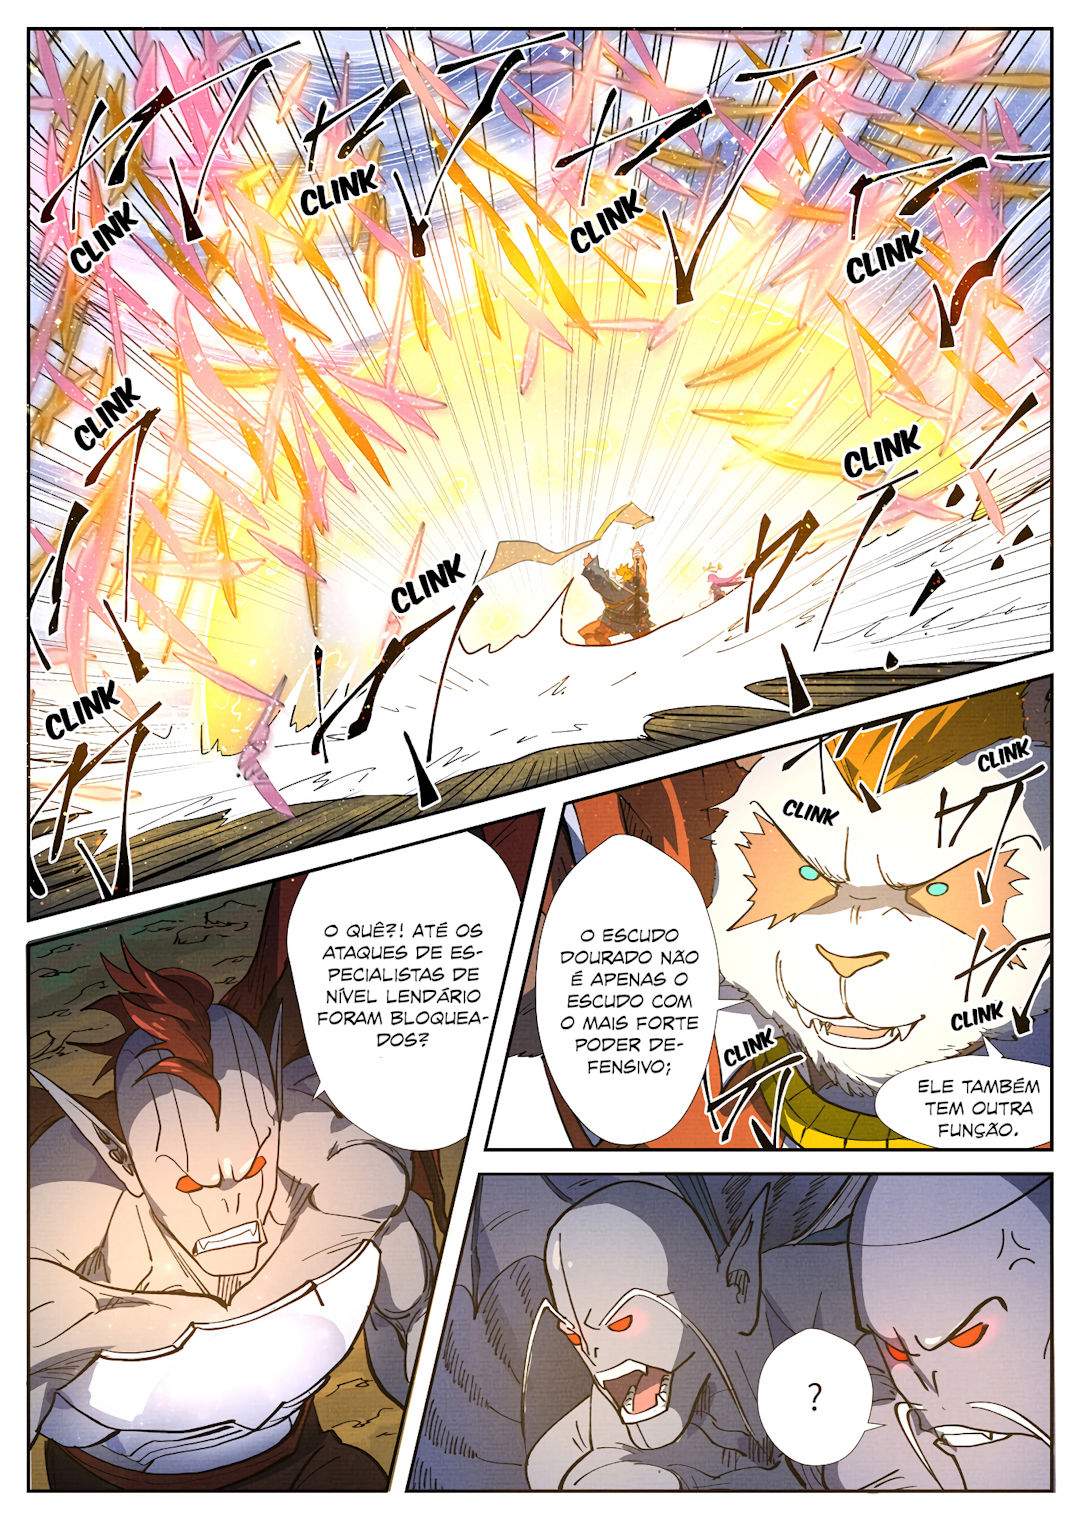 CLINK
CLINK
CLINK
CLINK
CLINK
CLINK
CLINK
CLINK
CLINK
CLINK
O ESCUDO
DOURADO NÃO
É APENAS O
ESCUDO COM
O MAIS FORTE
PODER DE-
FENSIVO;
CLINK
CLINK
ELE TAMBÉM
TEM OUTRA
FUNÇÃO.
O QUÊ?! ATÉ OS
ATAQUES DE ES-
PECIALISTAS DE
NÍVEL LENDÁRIO
FORAM BLOQUEA-
DOS?
?